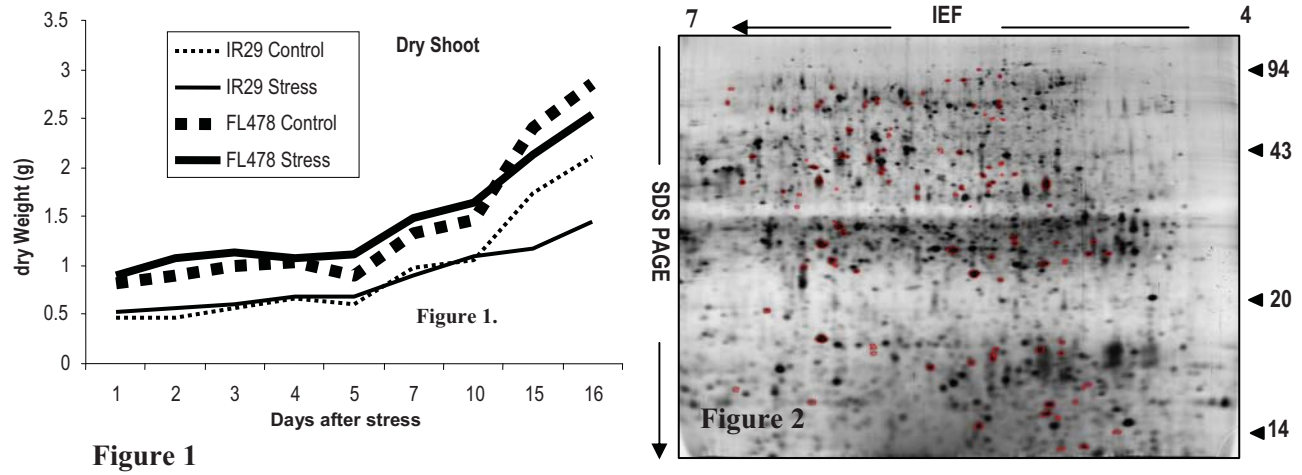 3.5
3
2.5
2
1.5
1
0.5
0
dry Weight (g)
Dry Shoot
IR29 Control
IR29 Stress
FL478 Control
FL478 Stress
Figure 1.
1 2 3 4 5 7 10 15 16
Days after stress
Figure 1
7 IEF 4
SDS PAGE
94
43
20
14
Figure 2